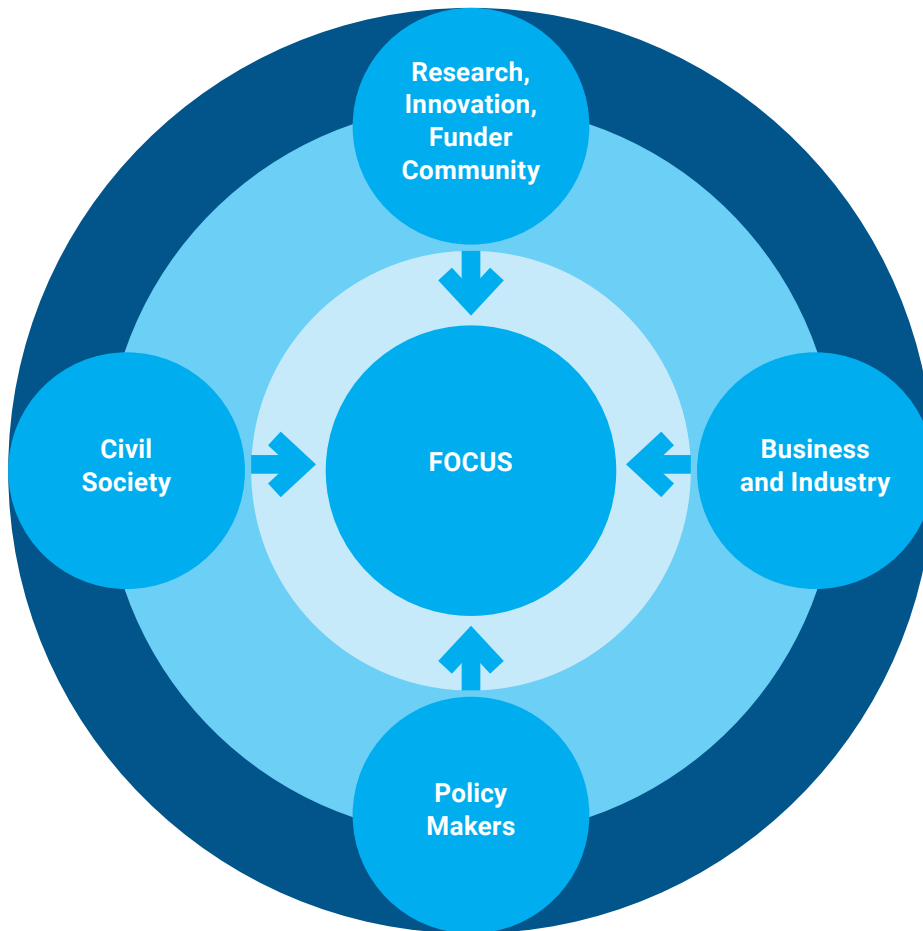 Research,
Innovation,
Funder
Community
Civil
Society
FOCUS
Business
and Industry
Policy
Makers